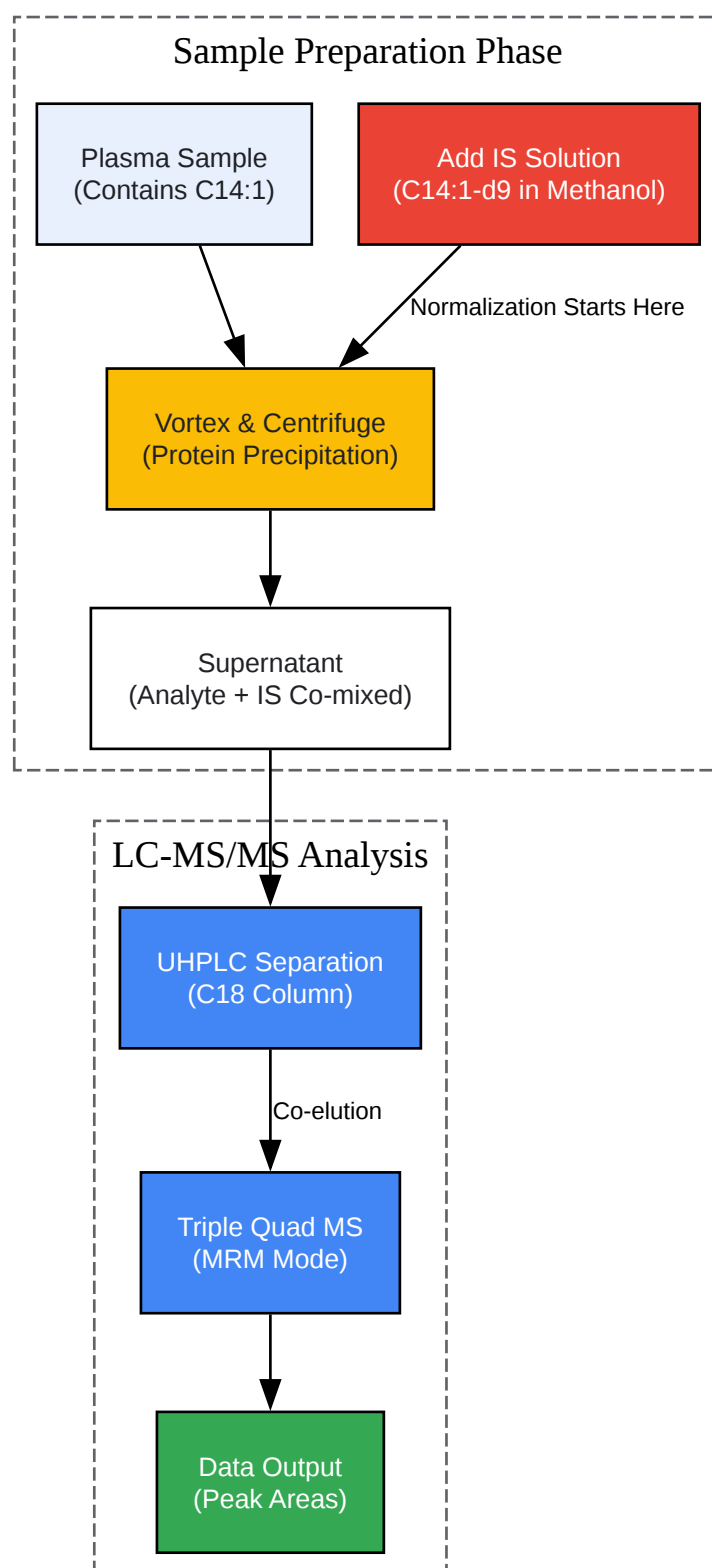 Sample Preparation Phase
Plasma Sample
(Contains C14:1)
Add IS Solution
(C14:1-d9 in Methanol)
Normalization Starts Here
Vortex & Centrifuge
(Protein Precipitation)
Supernatant
(Analyte + IS Co-mixed)
LC-MS/MS Analysis
UHPLC Separation
(C18 Column)
Co-elution
Triple Quad MS
(MRM Mode)
Data Output
(Peak Areas)